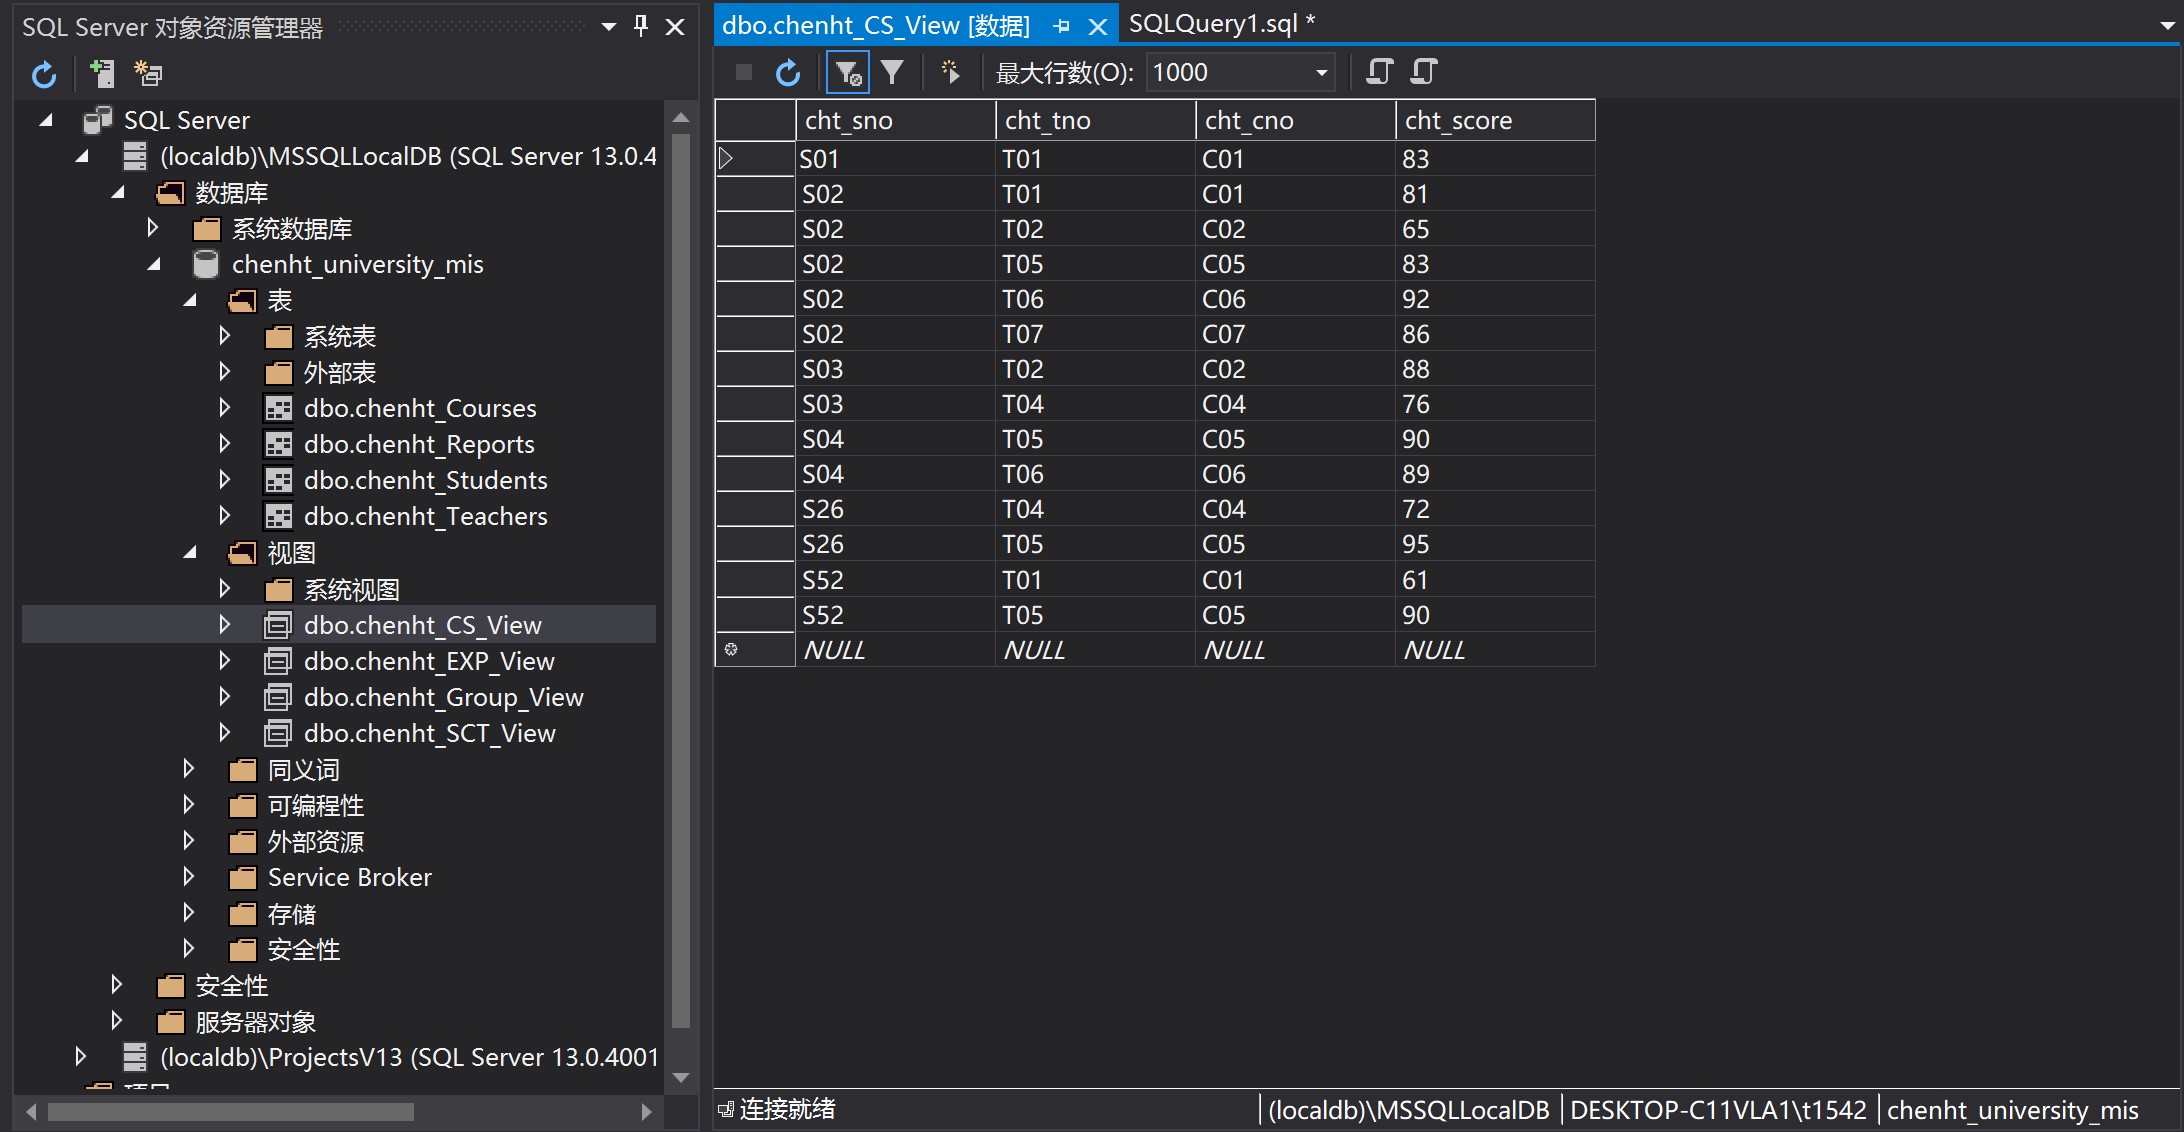 SQL Server 对象资源管理器
SQL Server
(localdb)\MSSQLLocalDB (SQL Server 13.0.4
数据库
系统数据库
chenht_university_mis
表
系统表
外部表
dbo.chenht_Courses
dbo.chenht_Reports
dbo.chenht_Students
dbo.chenht_Teachers
视图
系统视图
dbo.chenht_CS_View
dbo.chenht_EXP_View
dbo.chenht_Group_View
dbo.chenht_SCT_View
同义词
可编程性
外部资源
Service Broker
存储
安全性
安全性
服务器对象
(localdb)\ProjectsV13 (SQL Server 13.0.4001
dbo.chenht_CS_View [数据] SQLQuery1.sql *
最大行数(O): 1000
cht_sno cht_tno cht_cno cht_score
S01 T01 C01 83
S02 T01 C01 81
S02 T02 C02 65
S02 T05 C05 83
S02 T06 C06 92
S02 T07 C07 86
S03 T02 C02 88
S03 T04 C04 76
S04 T05 C05 90
S04 T06 C06 89
S26 T04 C04 72
S26 T05 C05 95
S52 T01 C01 61
S52 T05 C05 90
NULL NULL NULL NULL
连接就绪 (localdb)\MSSQLLocalDB DESKTOP-C11VLA1\t1542 chenht_university_mis